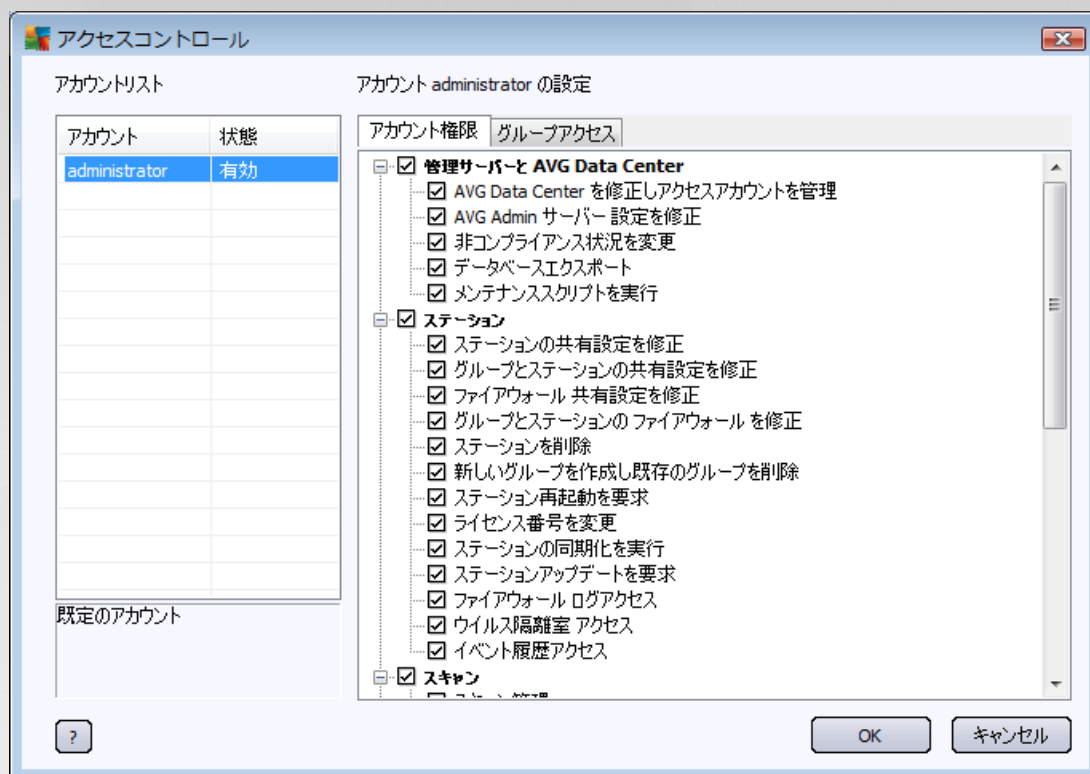 アクセスコントロール
アカウントリスト
アカウント administrator の設定
アカウント 状態
administrator 有効
既定のアカウント
アカウント権限 グループアクセス
管理サーバーと AVG Data Center
AVG Data Center を修正しアクセスアカウントを管理
AVG Admin サーバー 設定を修正
非コンプライアンス状況を変更
データベースエクスポート
メンテナンススクリプトを実行
ステーション
ステーションの共有設定を修正
グループとステーションの共有設定を修正
ファイアウォール 共有設定を修正
グループとステーションの ファイアウォール を修正
ステーションを削除
新しいグループを作成し既存のグループを削除
ステーション再起動を要求
ライセンス番号を変更
ステーションの同期化を実行
ステーションアップデートを要求
ファイアウォール ログアクセス
ウイルス隔離室 アクセス
イベント履歴アクセス
スキャン
?
OK
キャンセル